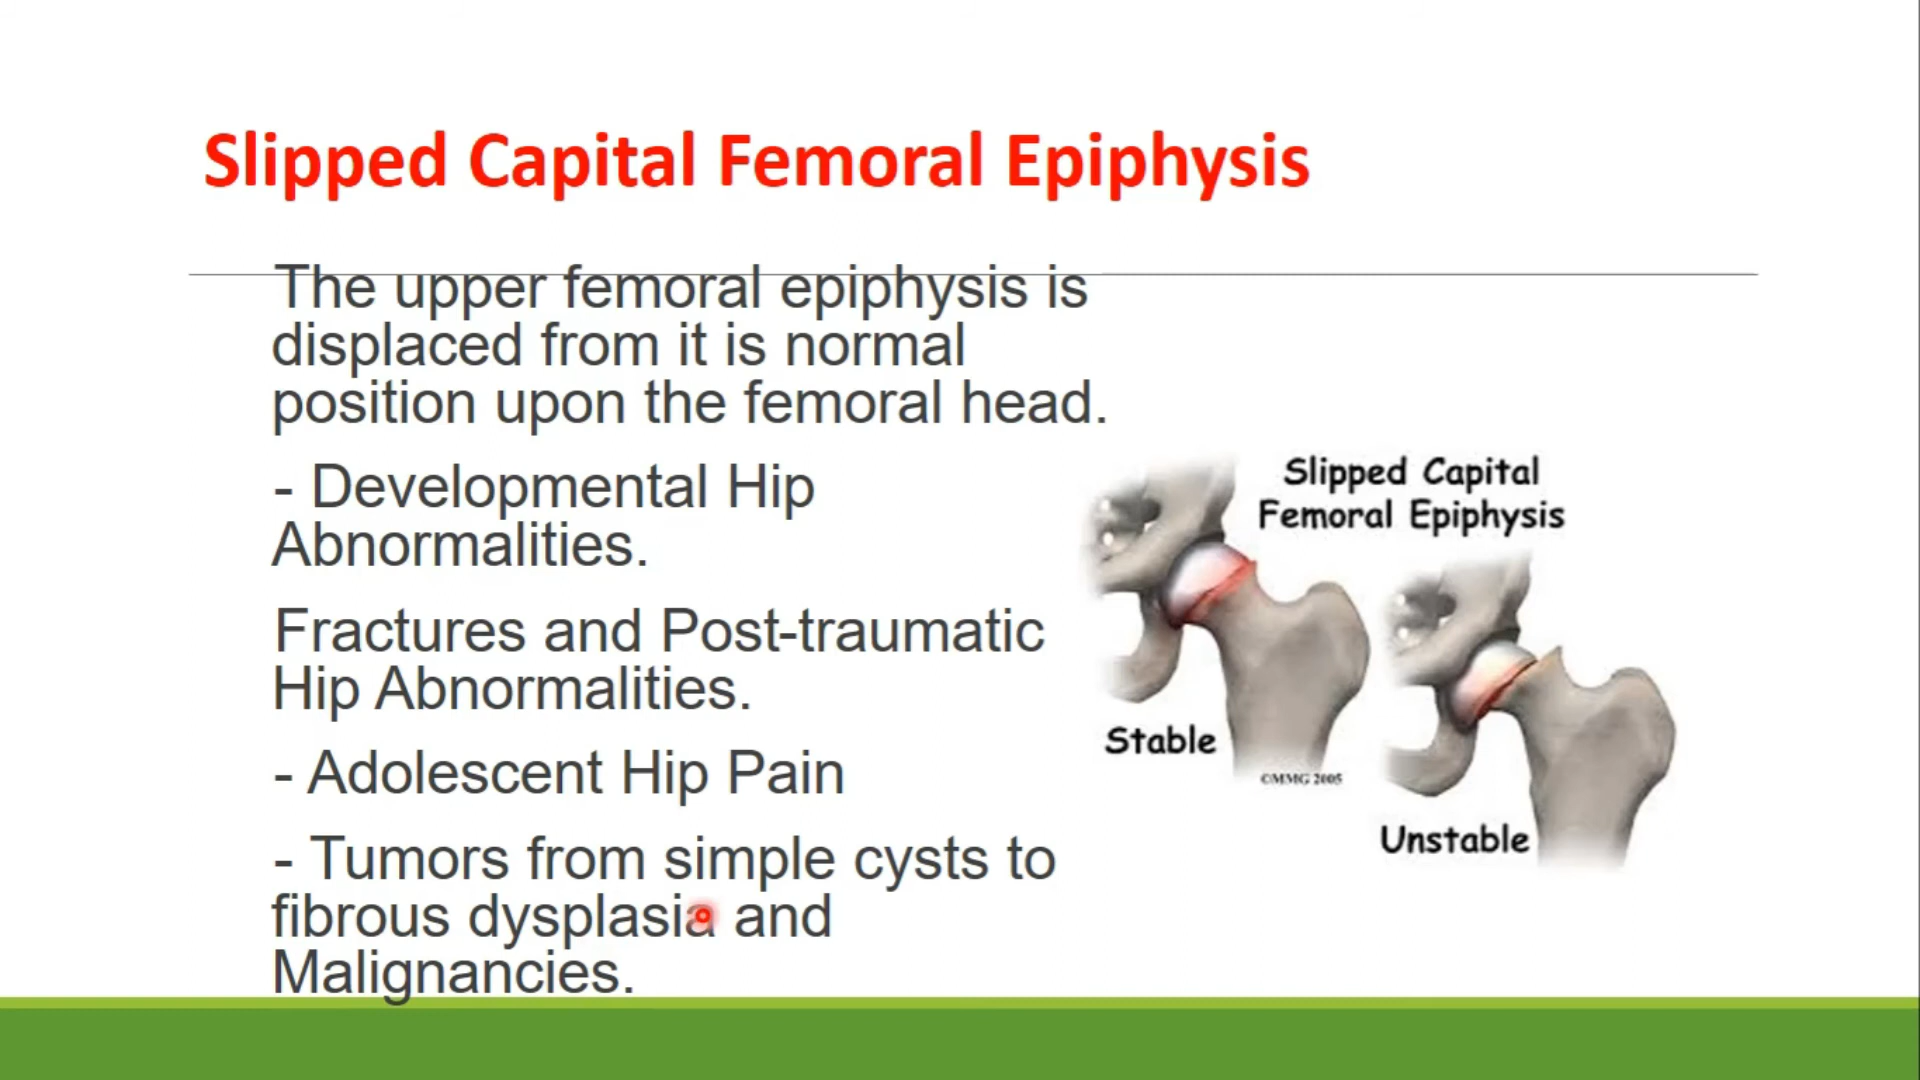 Slipped Capital Femoral Epiphysis
The upper femoral epiphysis is
displaced from it is normal
position upon the femoral head.
- Developmental Hip
Abnormalities.
Fractures and Post-traumatic
Hip Abnormalities.
- Adolescent Hip Pain
- Tumors from simple cysts to
fibrous dysplasia and
Malignancies.
Slipped Capital
Femoral Epiphysis
Stable
©MMG 2005
Unstable